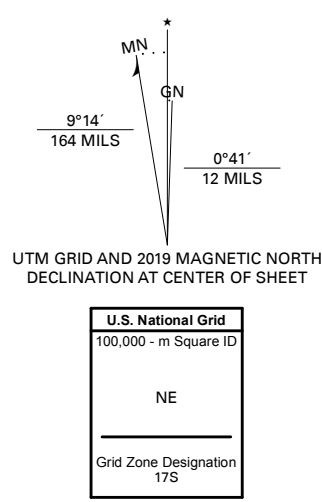 ★
MN
GN
9°14´
164 MILS
0°41´
12 MILS
UTM GRID AND 2019 MAGNETIC NORTH
DECLINATION AT CENTER OF SHEET
U.S. National Grid
100,000 - m Square ID
NE
Grid Zone Designation
17S